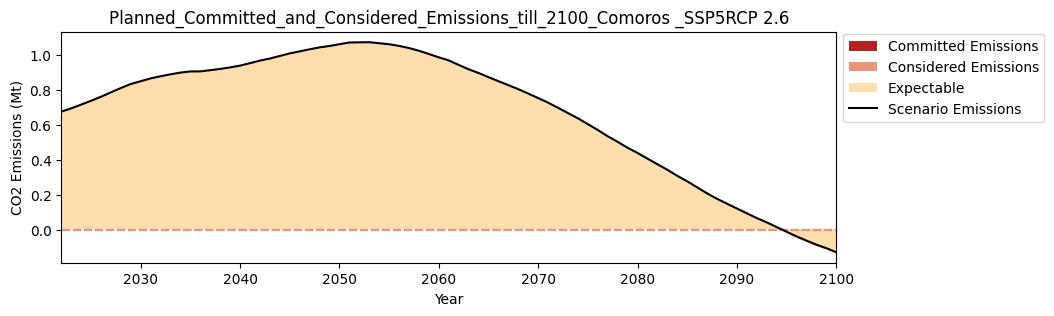 Planned_Committed_and_Considered_Emissions_till_2100_Comoros _SSP5RCP 2.6
CO2 Emissions (Mt)
1.0
0.8
0.6
0.4
0.2
0.0
2030 2040 2050 2060 2070 2080 2090 2100
Year
Committed Emissions
Considered Emissions
Expectable
Scenario Emissions